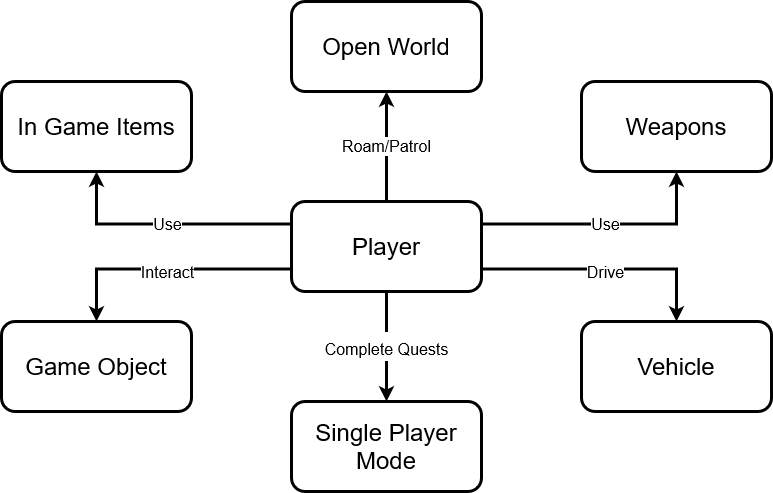 Open World
In Game Items
Weapons
Roam/Patrol
Use
Player
Use
Interact
Drive
Game Object
Complete Quests
Vehicle
Single Player
Mode